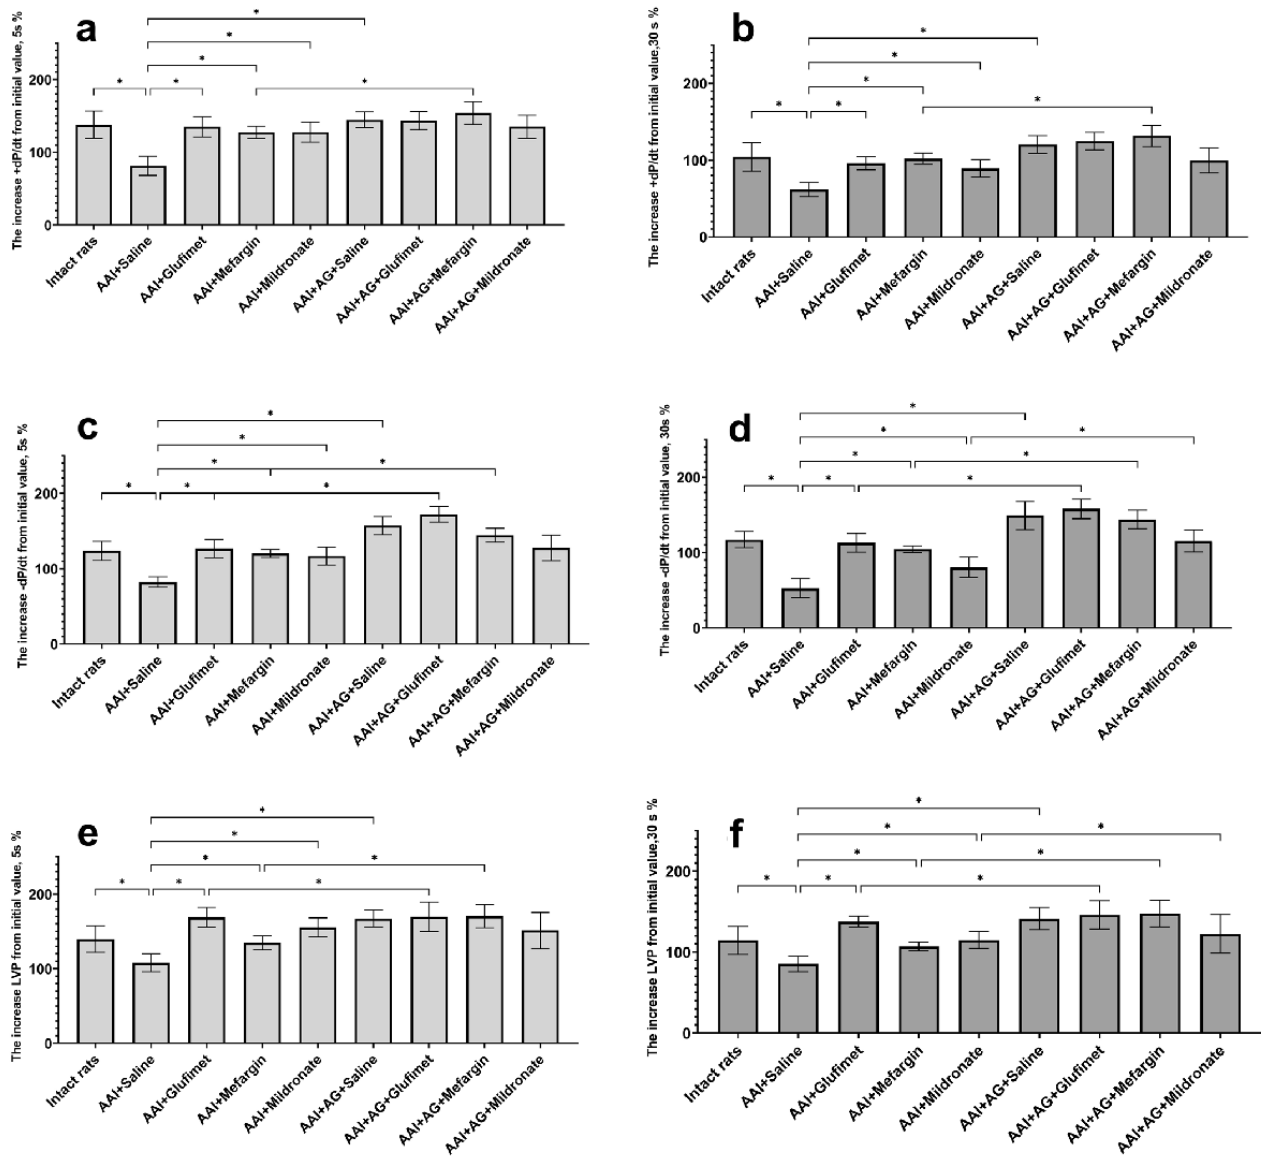 a
The increase +dP/dt from initial value, 5s %
200
100
0
* * * * * *
Intact rats
AAI+Saline
AAI+Glufimet
AAI+Mefargin
AAI+Mildronate
AAI+AG+Saline
AAI+AG+Glufimet
AAI+AG+Mefargin
AAI+AG+Mildronate
b
The increase +dP/dt from initial value,30 s %
200
100
0
* * * * * *
Intact rats
AAI+Saline
AAI+Glufimet
AAI+Mefargin
AAI+Mildronate
AAI+AG+Saline
AAI+AG+Glufimet
AAI+AG+Mefargin
AAI+AG+Mildronate
c
The increase -dP/dt from initial value, 5s %
200
100
0
* * * * * * *
Intact rats
AAI+Saline
AAI+Glufimet
AAI+Mefargin
AAI+Mildronate
AAI+AG+Saline
AAI+AG+Glufimet
AAI+AG+Mefargin
AAI+AG+Mildronate
d
The increase -dP/dt from initial value, 30s %
200
100
0
* * * * * * * *
Intact rats
AAI+Saline
AAI+Glufimet
AAI+Mefargin
AAI+Mildronate
AAI+AG+Saline
AAI+AG+Glufimet
AAI+AG+Mefargin
AAI+AG+Mildronate
e
The increase LVP from initial value, 5s %
200
100
0
* * * * * * *
Intact rats
AAI+Saline
AAI+Glufimet
AAI+Mefargin
AAI+Mildronate
AAI+AG+Saline
AAI+AG+Glufimet
AAI+AG+Mefargin
AAI+AG+Mildronate
f
The increase LVP from initial value,30 s %
200
100
0
* * * * * * * *
Intact rats
AAI+Saline
AAI+Glufimet
AAI+Mefargin
AAI+Mildronate
AAI+AG+Saline
AAI+AG+Glufimet
AAI+AG+Mefargin
AAI+AG+Mildronate